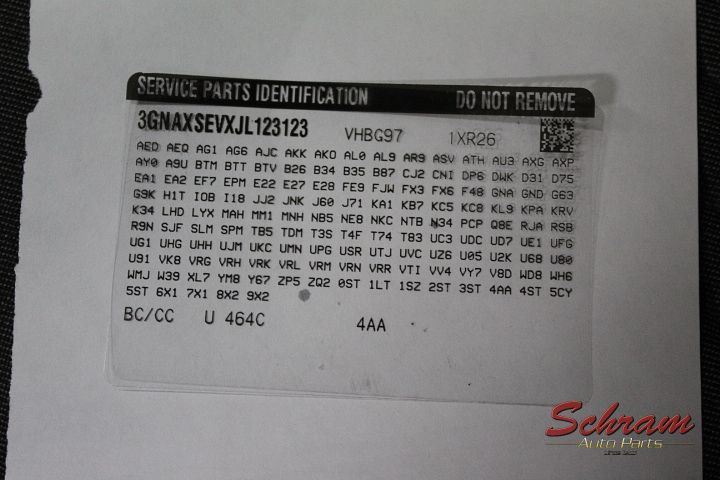 SERVICE PARTS IDENTIFICATION DO NOT REMOVE
3GNAXSEVXJL123123 VHBG97 1XR26
AED AEQ AG1 AG6 AJC AKK AKO AL0 AL9 AR9 ASV ATH AU3 AXG AXP
AY0 A9U BTM BTT BTV B26 B34 B35 B87 CJ2 CNI DP6 DWK D31 D75
EA1 EA2 EF7 EPM E22 E27 E28 FE9 FJW FX3 FX6 F48 GNA GND G63
G9K H1T IOB I18 JJ2 JNK J60 J71 KA1 KB7 KC5 KC8 KL9 KPA KRV
K34 LHD LYX MAH MM1 MNH NB5 NE8 NKC NTB N34 PCP Q8E RJA RSB
R9N SJF SLM SPM TB5 TDM T3S T4F T74 T83 UC3 UDC UD7 UE1 UFG
UG1 UHG UHH UJM UKC UMN UPG USR UTJ UVC UZ6 U05 U2K U68 U80
U91 VK8 VRG VRH VRK VRL VRM VRN VRR VTI VV4 VY7 V8D WD8 WH6
WMJ W39 XL7 YM8 Y67 ZP5 ZQ2 0ST 1LT 1SZ 2ST 3ST 4AA 4ST 5CY
5ST 6X1 7X1 8X2 9X2
BC/CC U 464C 4AA
Schram
Auto Parts